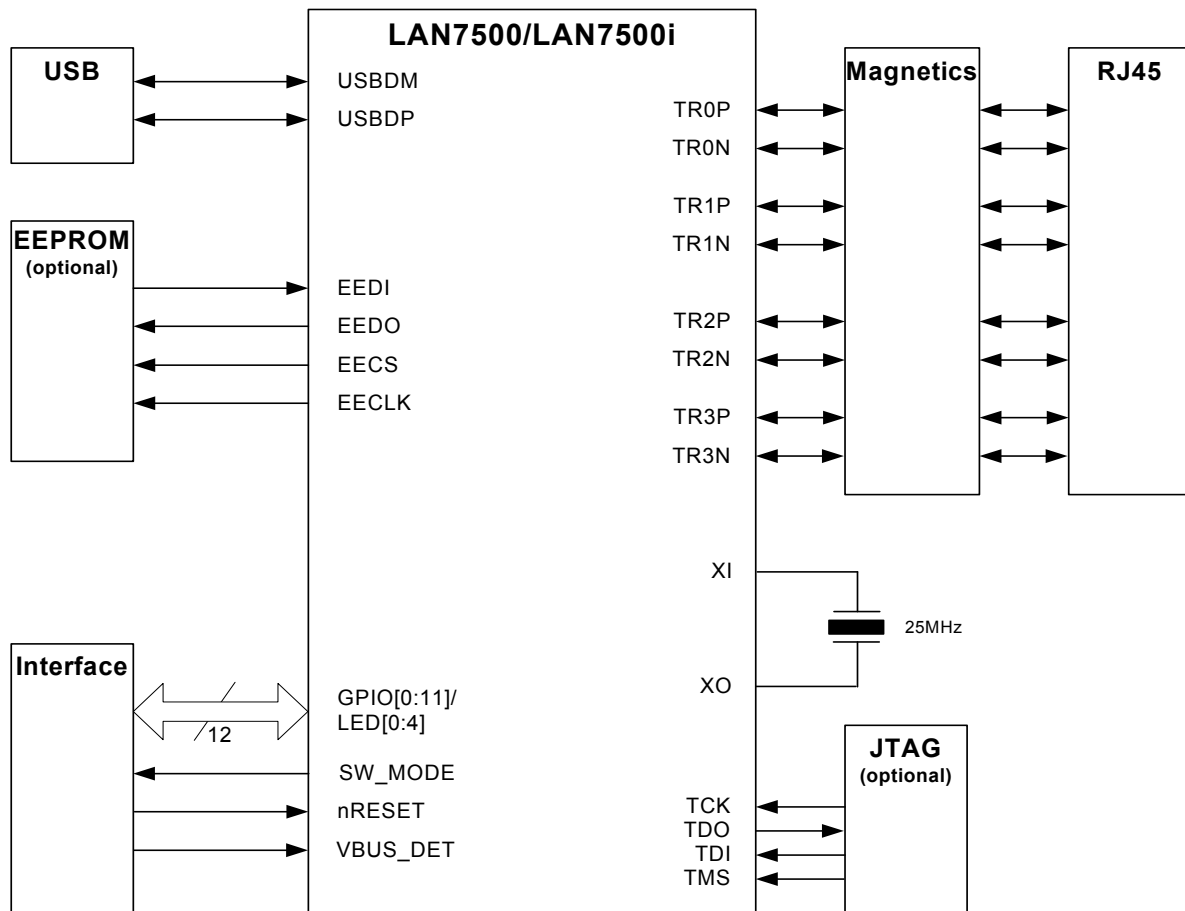 LAN7500/LAN7500i
USB
USBDM
USBDP
EEPROM
(optional)
EEDI
EEDO
EECS
EECLK
Interface
GPIO[0:11]/
LED[0:4]
12
SW_MODE
nRESET
VBUS_DET
Magnetics
RJ45
TR0P
TR0N
TR1P
TR1N
TR2P
TR2N
TR3P
TR3N
XI
25MHz
XO
JTAG
(optional)
TCK
TDO
TDI
TMS